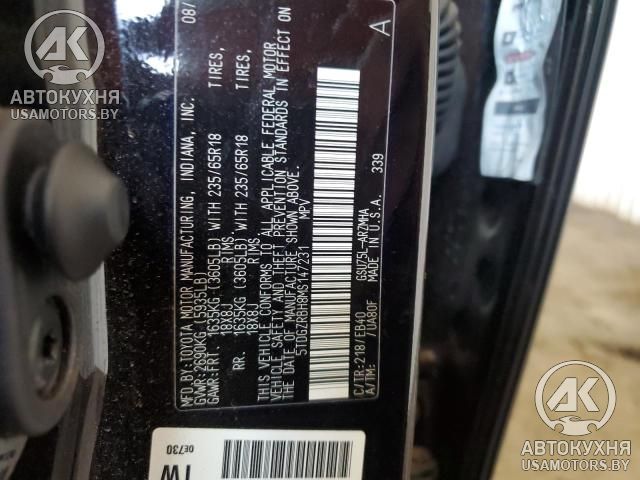 АК
АВТОКУХНЯ
USAMOTORS.BY
MFD.BY:TOYOTA MOTOR MANUFACTURING, INDIANA, INC. 08/
GVWR:2690KG (5935LB)
GAWR:FRT. 1635KG (3605LB) WITH 235/65R18 TIRES,
18X8J RIMS
RR. 1635KG (3605LB) WITH 235/65R18 TIRES,
18X8J RIMS
THIS VEHICLE CONFORMS TO ALL APPLICABLE FEDERAL MOTOR
VEHICLE SAFETY AND THEFT PREVENTION STANDARDS IN EFFECT ON
THE DATE OF MANUFACTURE SHOWN ABOVE.
5TDGZRBH8MS147231 MPV
A
C/TR:218/EB40 GSU75L-ARZMHA
A/TM: /UA80F MADE IN U.S.A. 339
0E730
TW
АК
АВТОКУХНЯ
USAMOTORS.BY